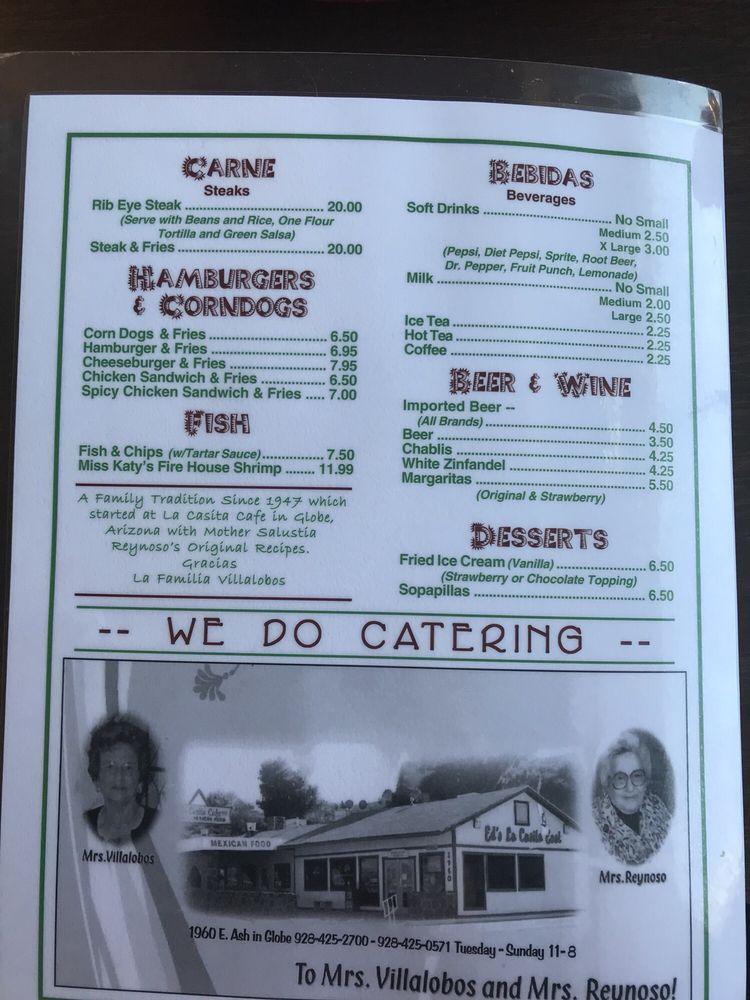 CARNE
Steaks
Rib Eye Steak ........................................ 20.00
(Serve with Beans and Rice, One Flour
Tortilla and Green Salsa)
Steak & Fries .......................................... 20.00
HAMBURGERS
& CORNDOGS
Corn Dogs & Fries ................................... 6.50
Hamburger & Fries .................................. 6.95
Cheeseburger & Fries ............................. 7.95
Chicken Sandwich & Fries ...................... 6.50
Spicy Chicken Sandwich & Fries ..... 7.00
FISH
Fish & Chips (w/Tartar Sauce)............... 7.50
Miss Katy's Fire House Shrimp ........ 11.99
A Family Tradition Since 1947 which
started at La Casita Cafe in Globe,
Arizona with Mother Salustia
Reynoso's Original Recipes.
Gracias
La Familia Villalobos
BEBIDAS
Beverages
Soft Drinks .................................. No Small
Medium 2.50
X Large 3.00
(Pepsi, Diet Pepsi, Sprite, Root Beer,
Dr. Pepper, Fruit Punch, Lemonade)
Milk ............................................. No Small
Medium 2.00
Large 2.50
Ice Tea ................................................ 2.25
Hot Tea ............................................... 2.25
Coffee ................................................. 2.25
BEER & WINE
Imported Beer --
(All Brands) ......................................... 4.50
Beer ..................................................... 3.50
Chablis ................................................ 4.25
White Zinfandel ................................... 4.25
Margaritas ........................................... 5.50
(Original & Strawberry)
DESSERTS
Fried Ice Cream (Vanilla) ..................... 6.50
(Strawberry or Chocolate Topping)
Sopapillas ............................................ 6.50
-- WE DO CATERING --
MEXICAN FOOD
1960
Ed's La Casita
Mrs.Villalobos
Mrs.Reynoso
1960 E. Ash in Globe 928-425-2700 - 928-425-0571 Tuesday - Sunday 11- 8
To Mrs. Villalobos and Mrs. Reynoso!